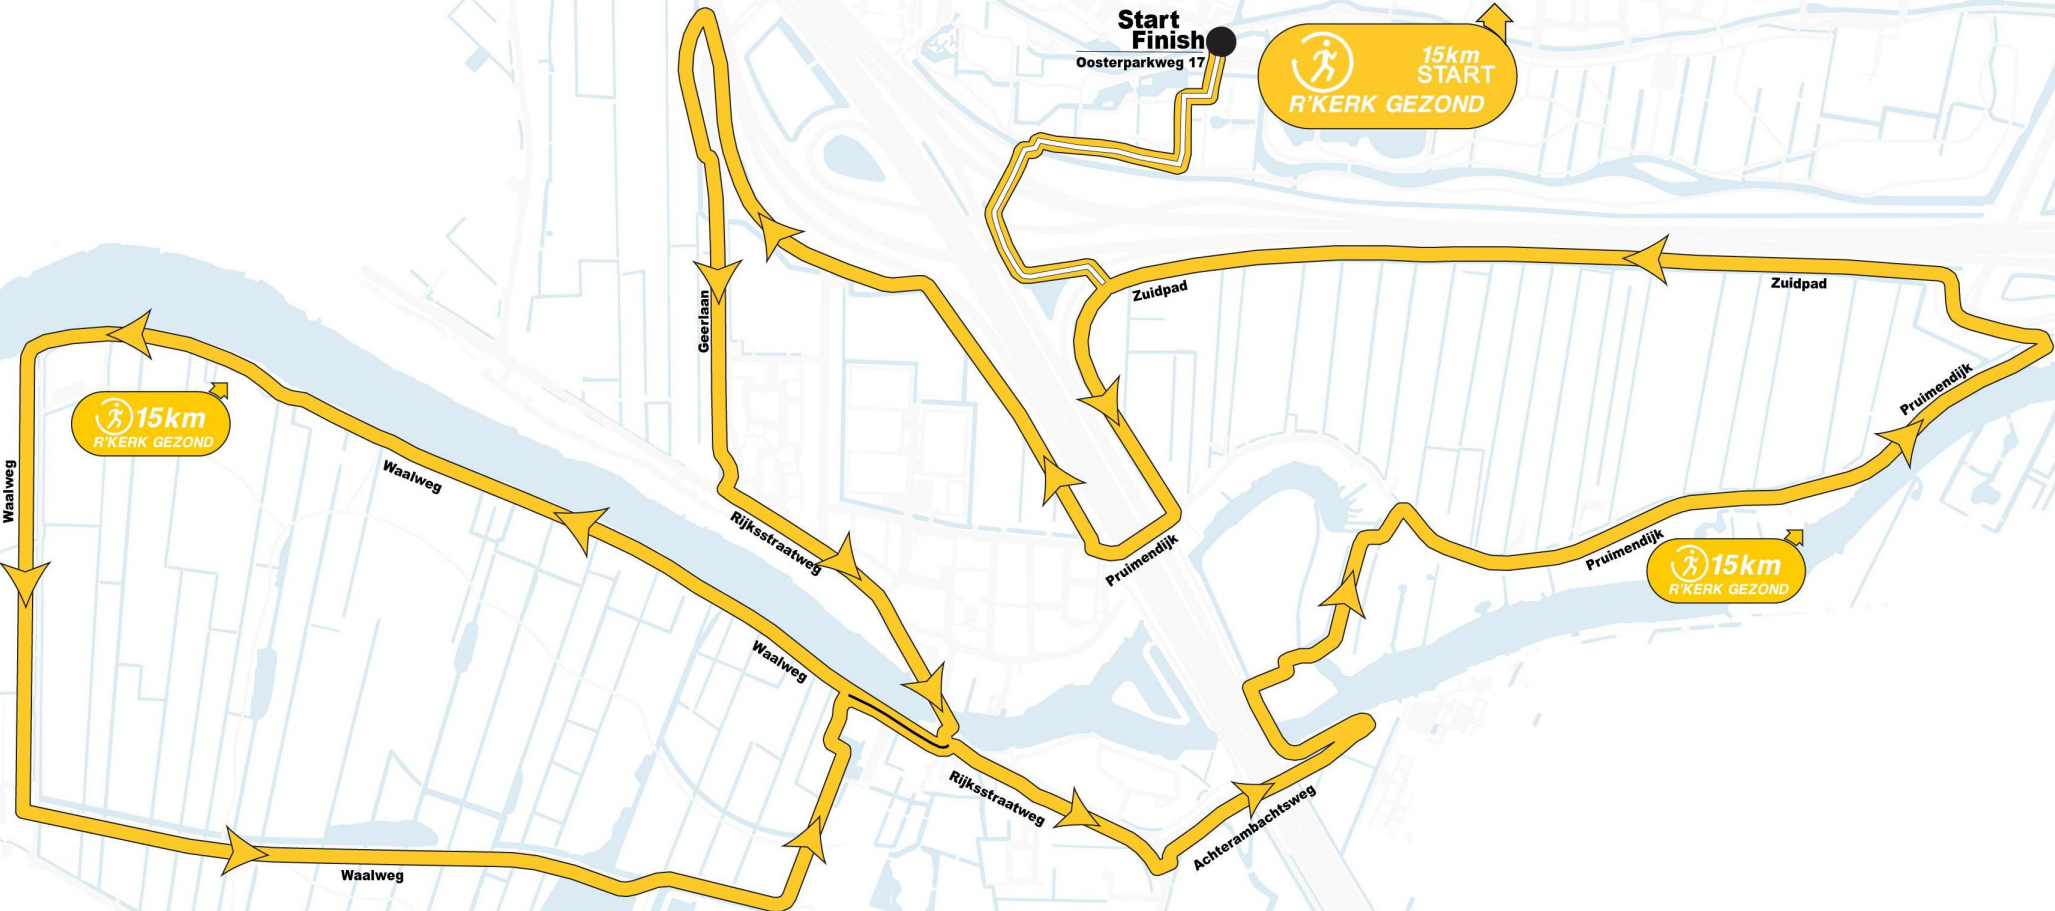 Start
Finish
Oosterparkweg 17
15km
START
R'KERK GEZOND
Zuidpad
Zuidpad
Geerlaan
Pruimendijk
15km
R'KERK GEZOND
Waalweg
Waalweg
Rijksstraatweg
Pruimendijk
Pruimendijk
15km
R'KERK GEZOND
Waalweg
Rijksstraatweg
Achterambachtsweg
Waalweg